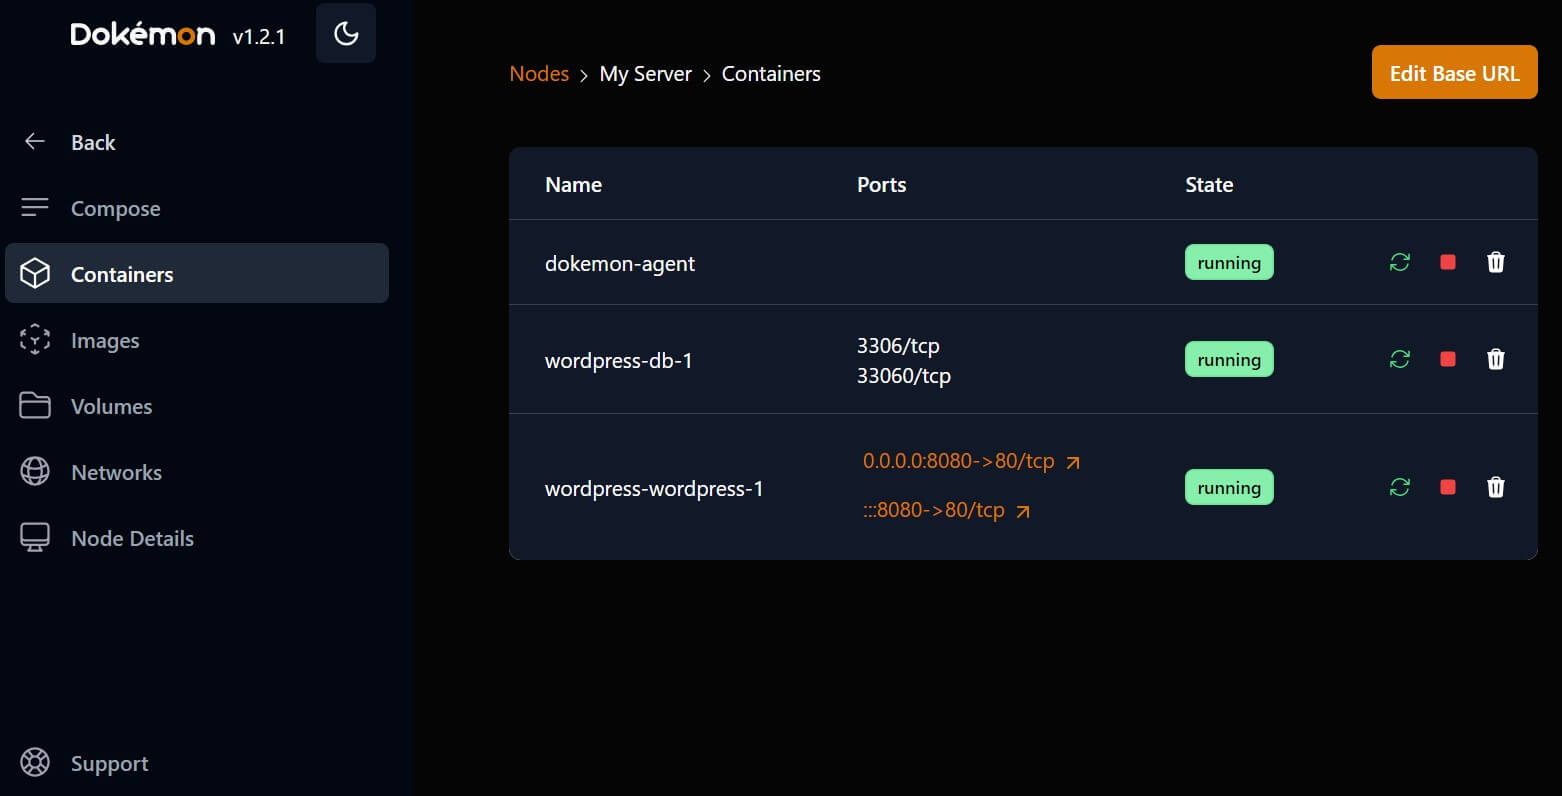 Dokémon v1.2.1
Nodes > My Server > Containers
Edit Base URL
Back
Compose
Containers
Images
Volumes
Networks
Node Details
Support
Name Ports State
dokemon-agent running
wordpress-db-1 3306/tcp running
33060/tcp
wordpress-wordpress-1 0.0.0.0:8080->80/tcp running
:::8080->80/tcp